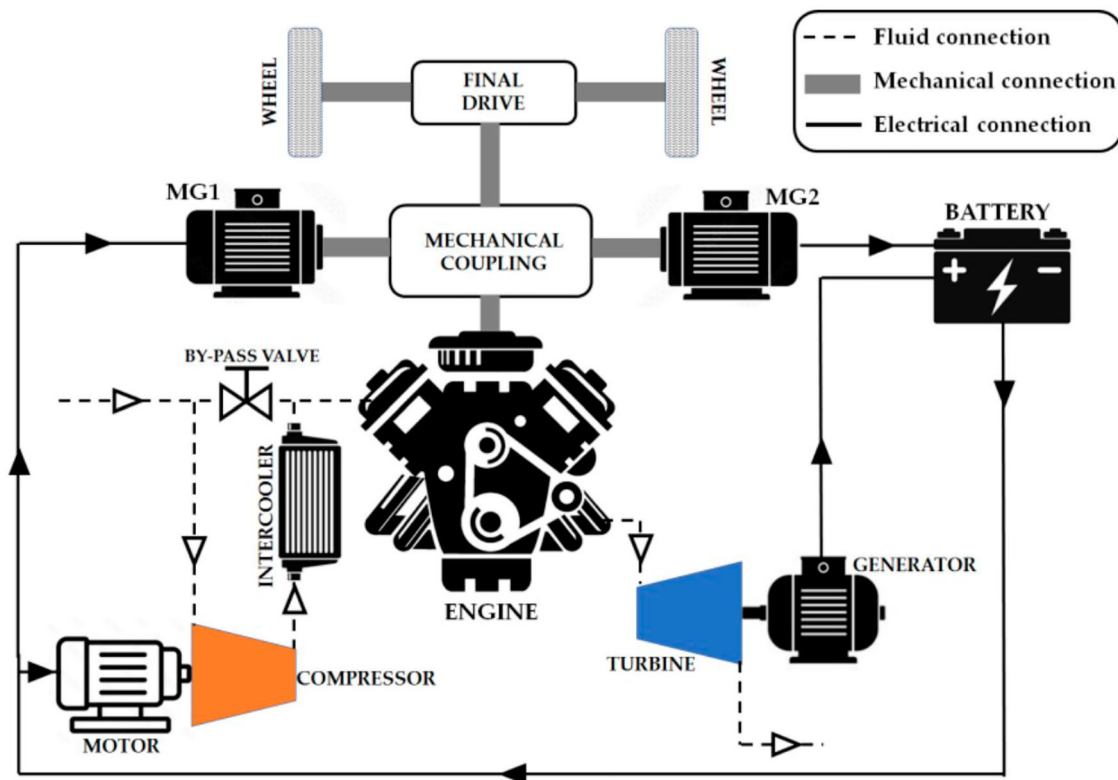 Fluid connection
Mechanical connection
Electrical connection
WHEEL
FINAL
DRIVE
WHEEL
MG1
MG2
MECHANICAL
COUPLING
BATTERY
BY-PASS VALVE
INTERCOOLER
ENGINE
GENERATOR
TURBINE
COMPRESSOR
MOTOR